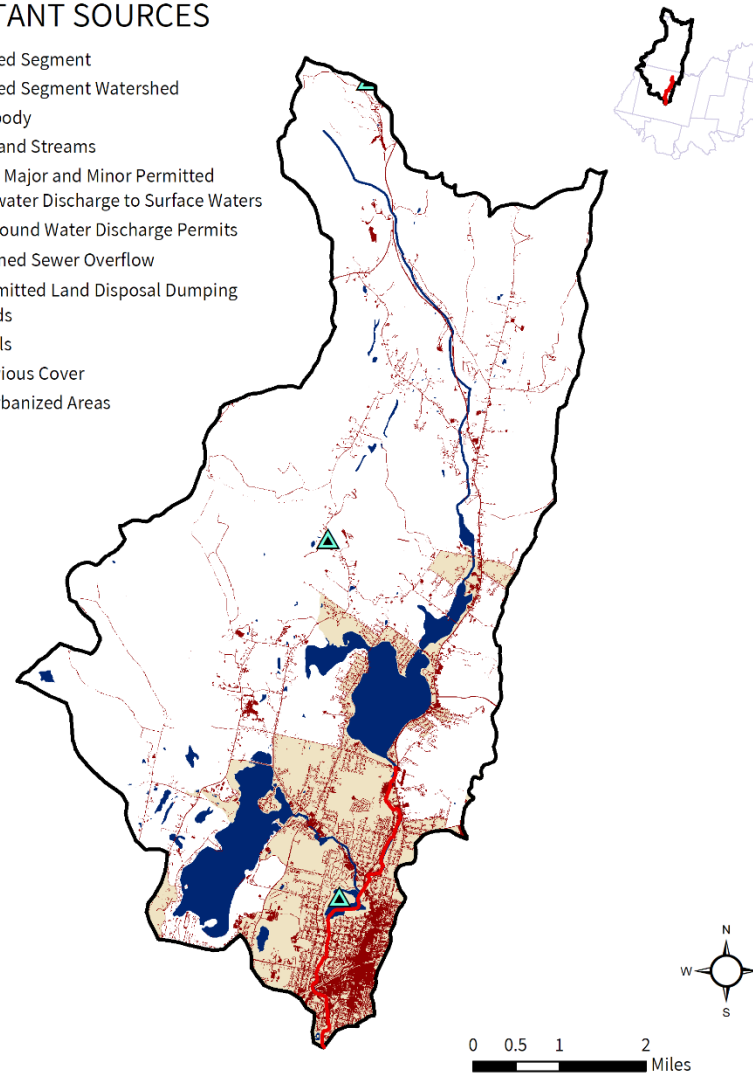 TANT SOURCES
ed Segment
ed Segment Watershed
body
and Streams
Major and Minor Permitted
water Discharge to Surface Waters
ound Water Discharge Permits
ned Sewer Overflow
mitted Land Disposal Dumping
ds
ls
ious Cover
banized Areas
N
W
S
0 0.5 1 2
Miles